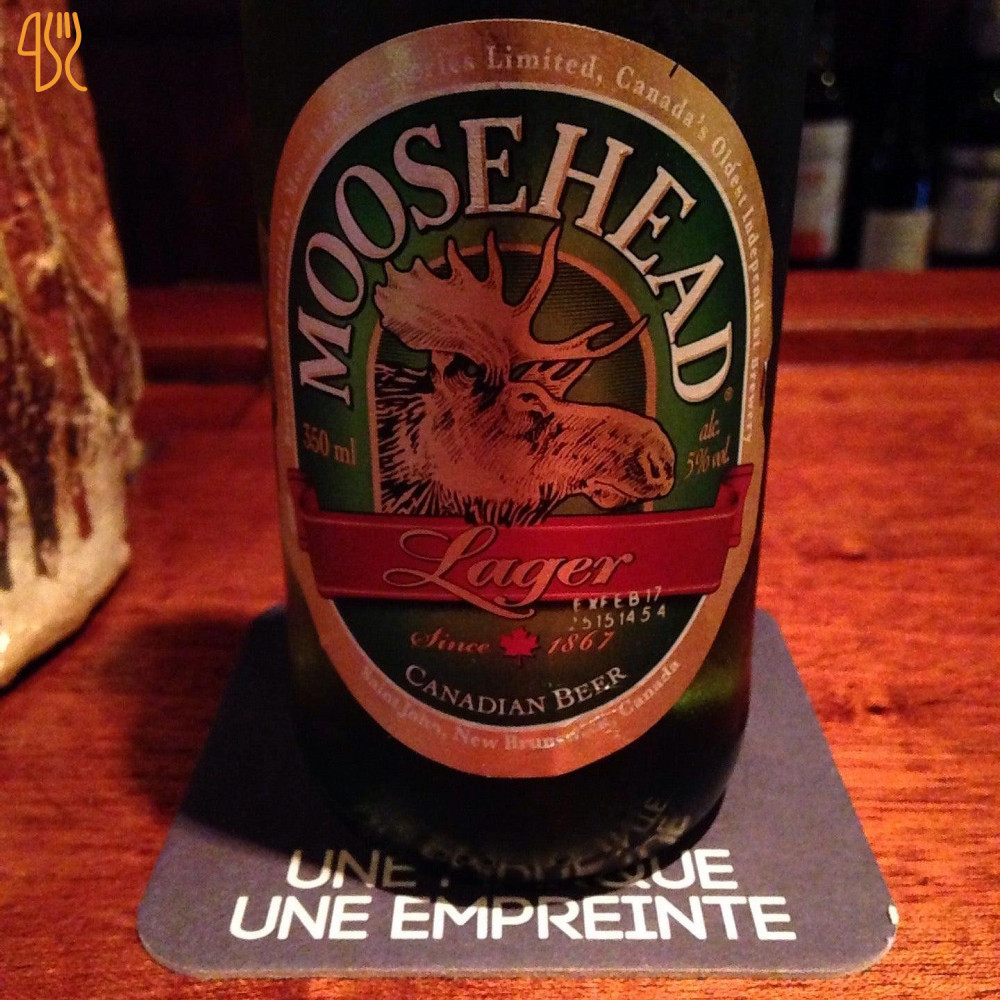 Limited, Canada's Oldest Independent Brewery
MOOSEHEAD®
350 ml
alc. 5% vol.
Lager
EXFEB17
5151454
Since 1867
CANADIAN BEER
Saint John, New Brunswick, Canada
UNE
UNE EMPREINTE